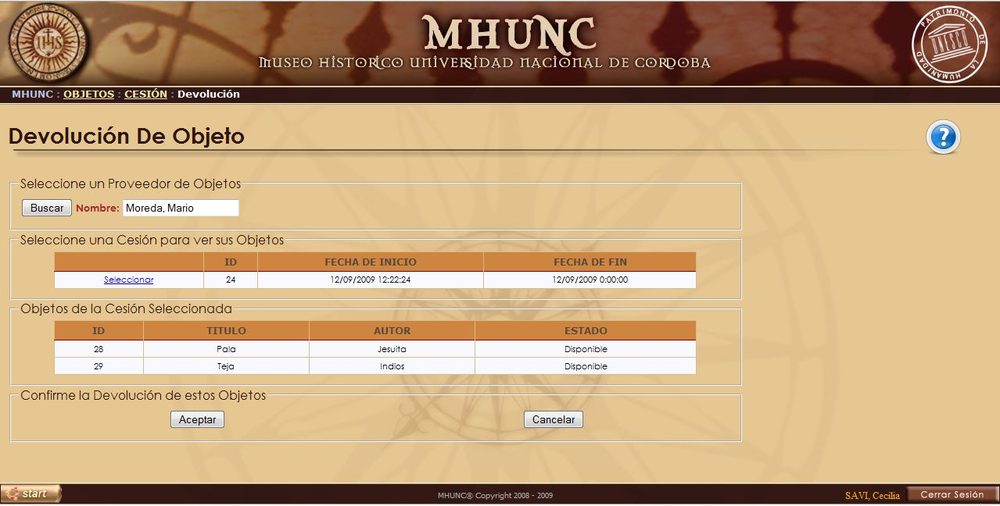 MHUNC
MUSEO HISTORICO UNIVERSIDAD NACIONAL DE CORDOBA
IHS
PATRIMONIO DE LA HUMANIDAD
UNESCO
MHUNC : OBJETOS : CESIÓN : Devolución
Devolución De Objeto
?
Seleccione un Proveedor de Objetos
Buscar Nombre: Moreda, Mario
Seleccione una Cesión para ver sus Objetos
ID FECHA DE INICIO FECHA DE FIN
Seleccionar 24 12/09/2009 12:22:24 12/09/2009 0:00:00
Objetos de la Cesión Seleccionada
ID TITULO AUTOR ESTADO
28 Pala Jesuita Disponible
29 Teja Indios Disponible
Confirme la Devolución de estos Objetos
Aceptar Cancelar
start MHUNC® Copyright 2008 - 2009 SAVI, Cecilia Cerrar Sesión